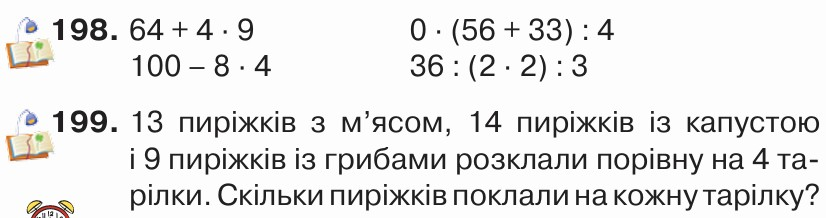 198. 64 + 4 · 9 0 · (56 + 33) : 4
100 – 8 · 4 36 : (2 · 2) : 3
199. 13 пиріжків з м’ясом, 14 пиріжків із капустою
і 9 пиріжків із грибами розклали порівну на 4 та-
рілки. Скільки пиріжків поклали на кожну тарілку?